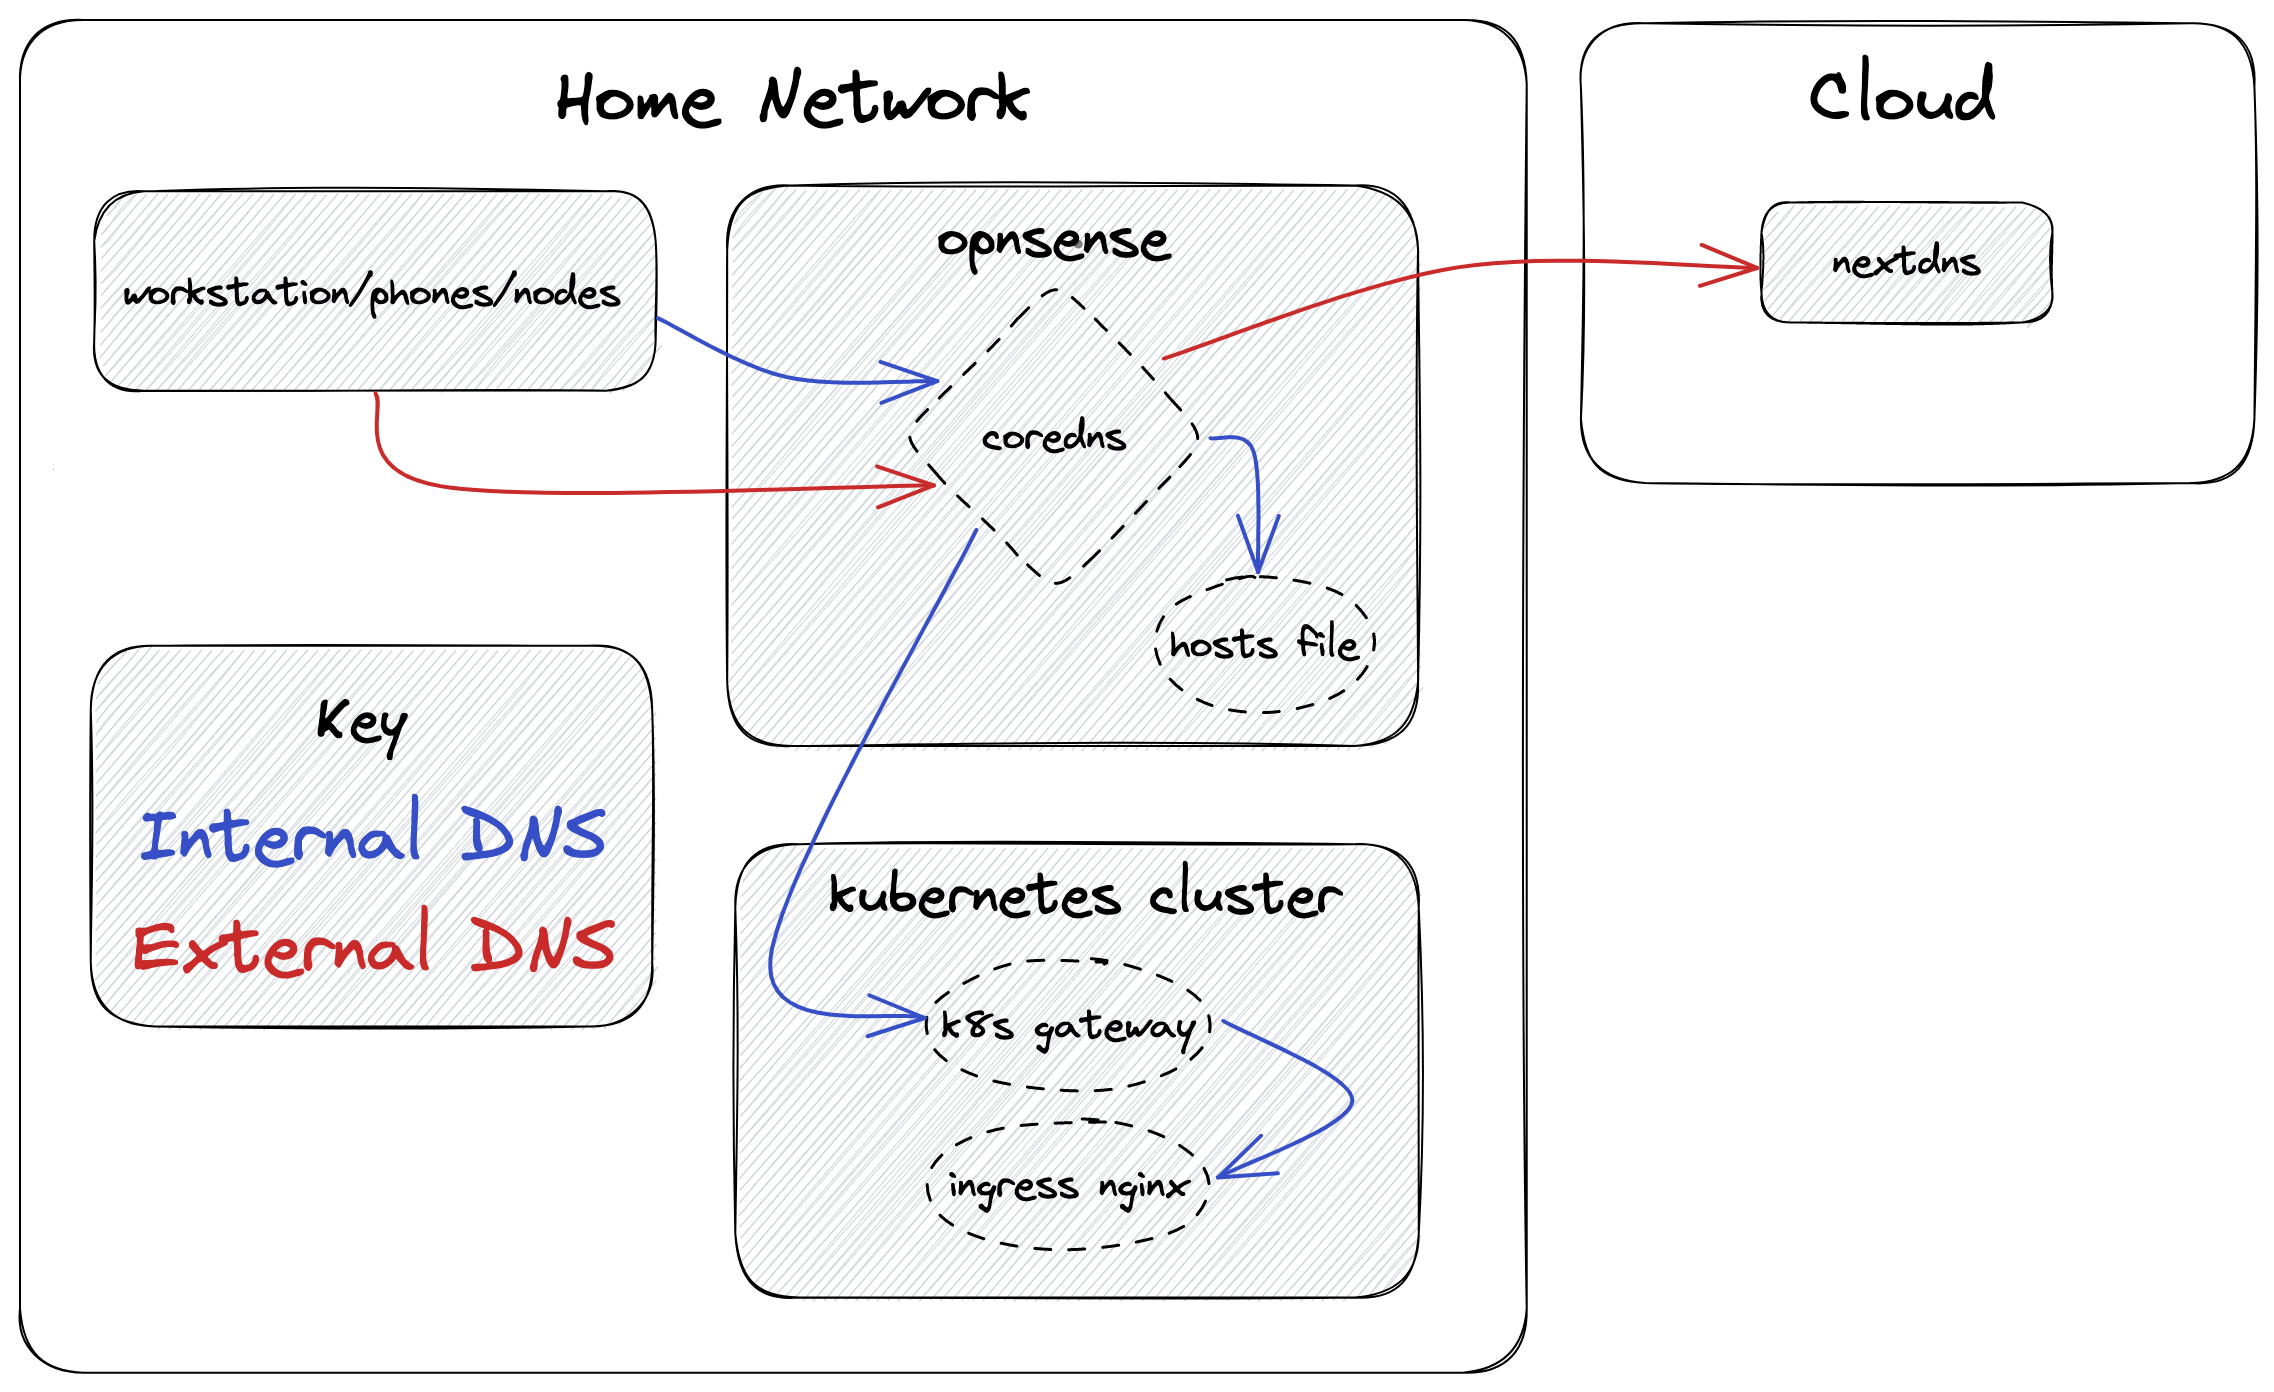 Home Network
Cloud
workstation/phones/nodes
opnsense
nextdns
coredns
hosts file
Key
Internal DNS
External DNS
kubernetes cluster
k8s gateway
ingress nginx